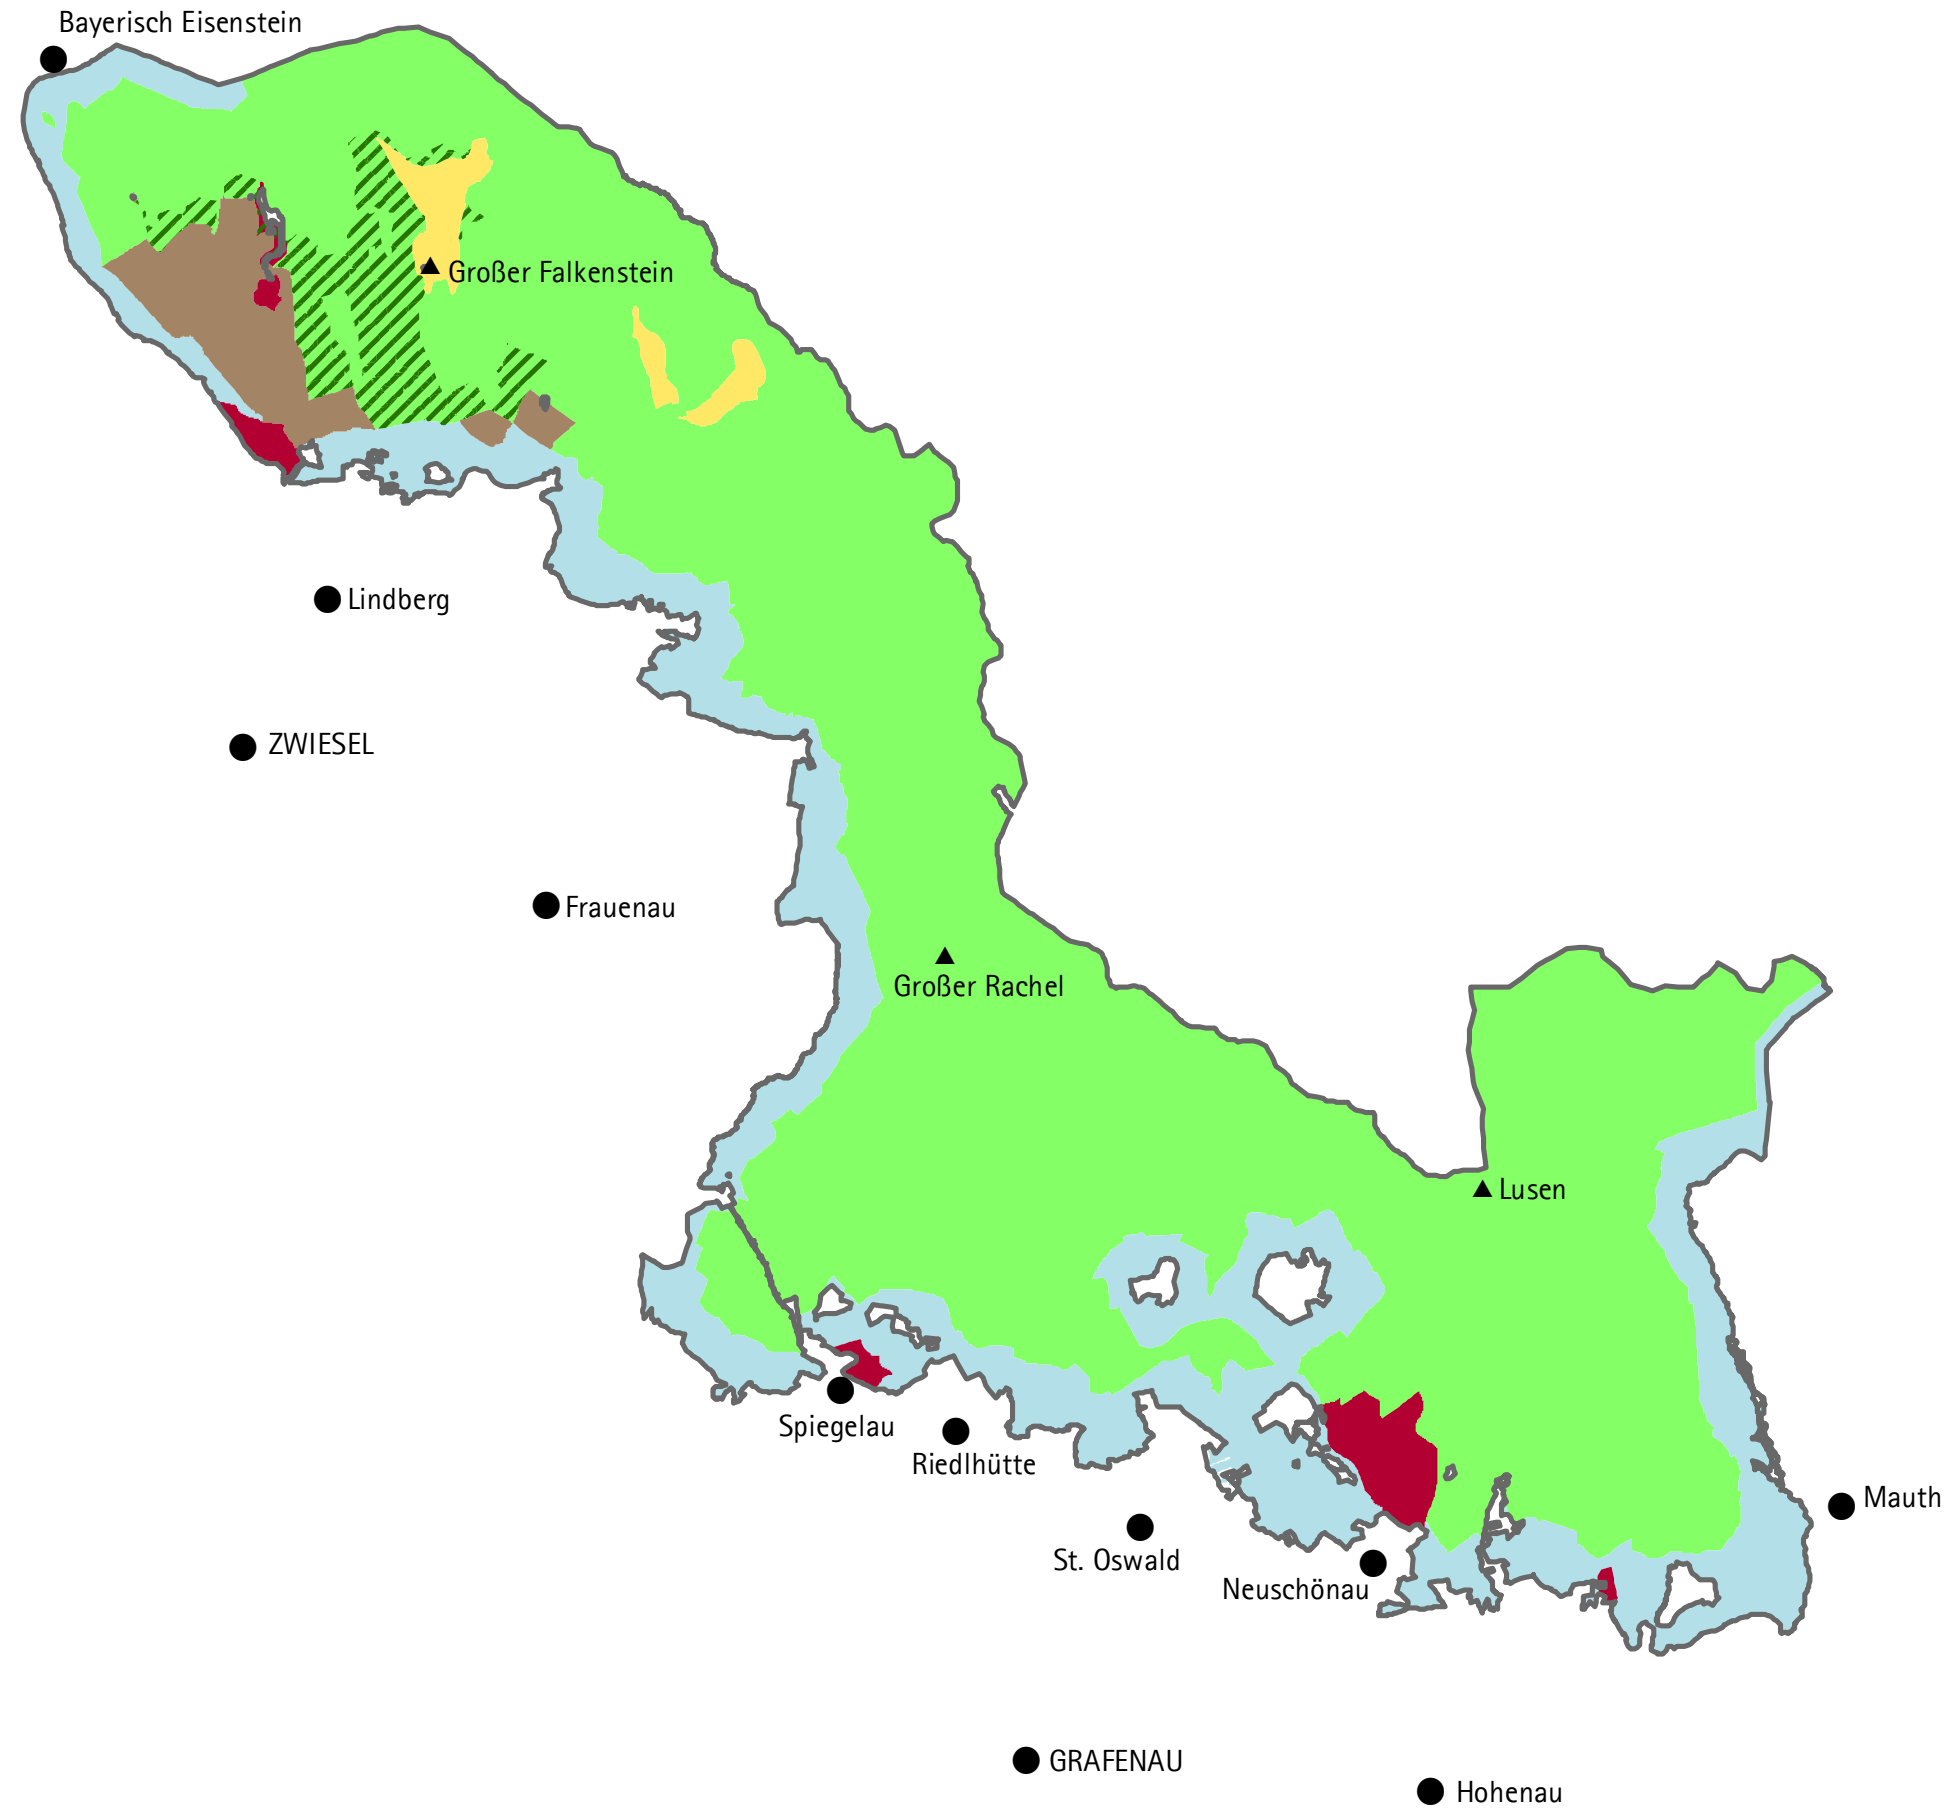 Bayerisch Eisenstein
Großer Falkenstein
Lindberg
ZWIESEL
Frauenau
Großer Rachel
Lusen
Spiegelau
Riedlhütte
Mauth
St. Oswald
Neuschönau
GRAFENAU
Hohenau